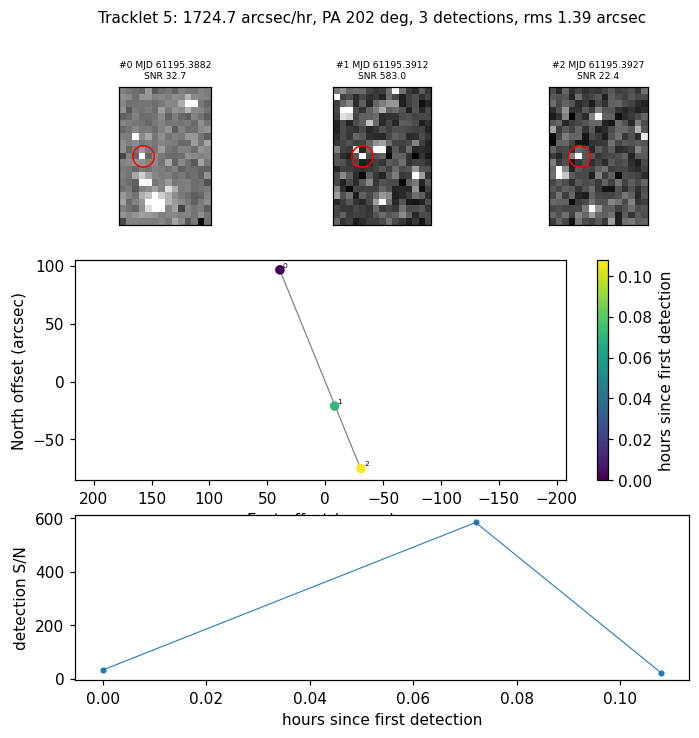 Tracklet 5: 1724.7 arcsec/hr, PA 202 deg, 3 detections, rms 1.39 arcsec
#0 MJD 61195.3882
SNR 32.7
#1 MJD 61195.3912
SNR 583.0
#2 MJD 61195.3927
SNR 22.4
North offset (arcsec)
100
50
0
−50
0
1
2
200
150
100
50
0
−50
−100
−150
−200
0.10
0.08
0.06
0.04
0.02
0.00
hours since first detection
detection S/N
600
400
200
0
0.00
0.02
0.04
0.06
0.08
0.10
hours since first detection